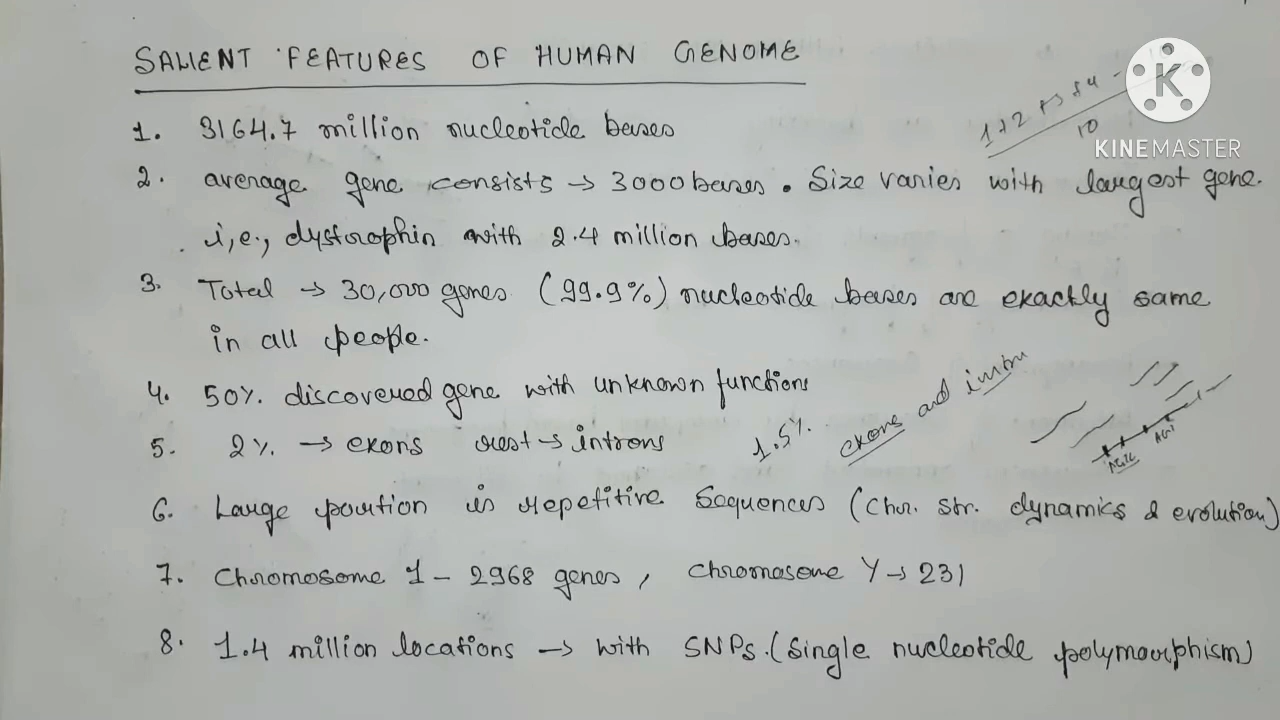 SALIENT FEATURES OF HUMAN GENOME
K
KINEMASTER
10
1. 3164.7 million nucleotide bases
2. average gene consists → 3000 bases. Size varies with largest gene.
i,e., dystrophin with 2.4 million bases.
3. Total → 30,000 genes (99.9%) nucleotide bases are exactly same
in all people.
4. 50% discovered gene with unknown functions
5. 2% → exons rest → introns
1.5% exons and
6. Large portion is repetitive sequences (Chr. str. dynamics & evolution)
7. Chromosome 1 - 2968 genes, chromosome Y → 231
8. 1.4 million locations → with SNPs. (Single nucleotide polymorphism)